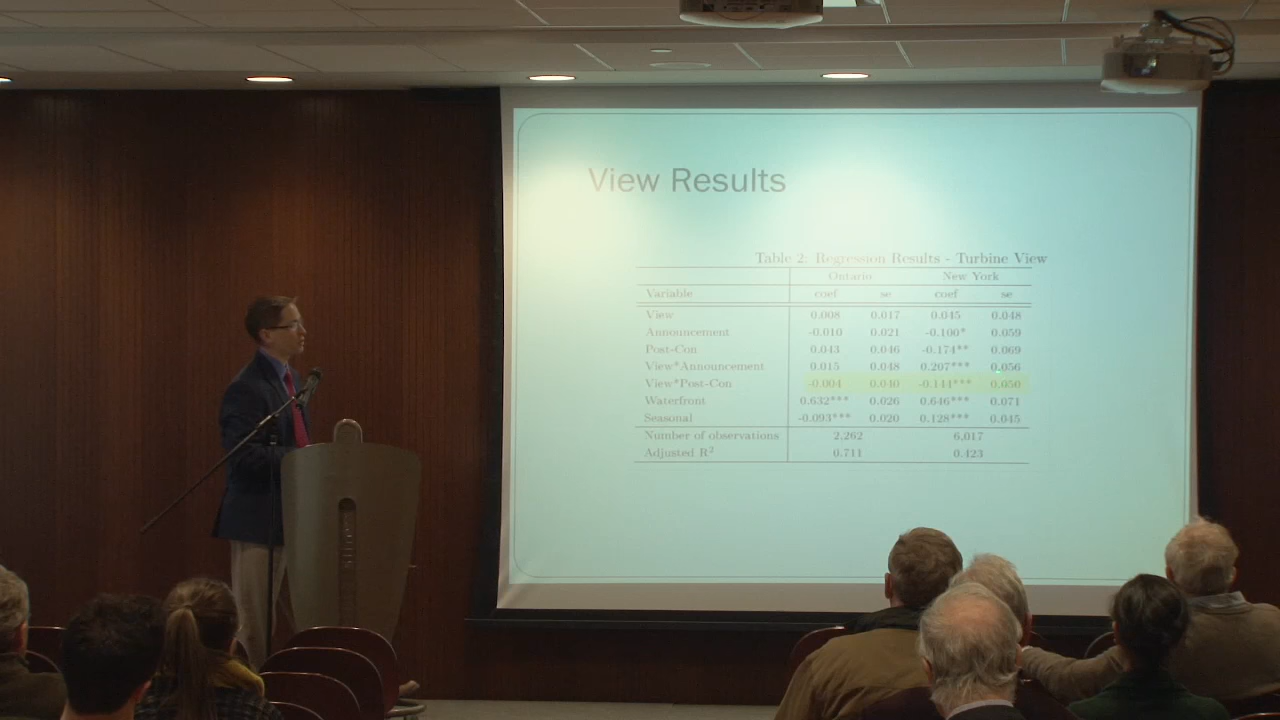 View Results
Table 2: Regression Results - Turbine View
Ontario New York
Variable coef se coef se
View 0.008 0.017 0.045 0.048
Announcement -0.010 0.021 -0.100* 0.059
Post-Con 0.043 0.046 -0.174** 0.069
View*Announcement 0.015 0.048 0.207*** 0.056
View*Post-Con -0.004 0.040 -0.144*** 0.050
Waterfront 0.632*** 0.026 0.646*** 0.071
Seasonal -0.093*** 0.020 0.128*** 0.045
Number of observations 2,262 6,017
Adjusted R² 0.711 0.423